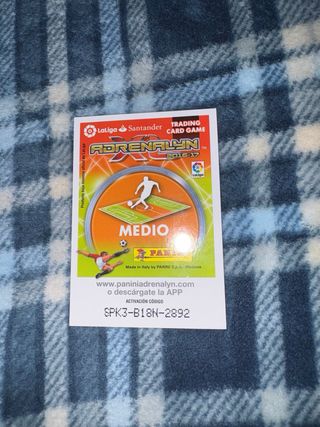 LaLiga Santander
TRADING
CARD GAME
ADRENALYN
XL
2016-17
LaLiga
MEDIO
PANINI
Made in Italy by PANINI S.p.A. - Modena
www.paniniadrenalyn.com
o descárgate la APP
ACTIVACIÓN CÓDIGO
SPK3-B18N-2892